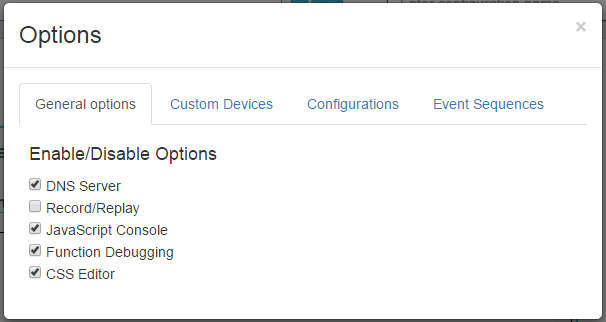 Options
×
General options Custom Devices Configurations Event Sequences
Enable/Disable Options
DNS Server
Record/Replay
JavaScript Console
Function Debugging
CSS Editor